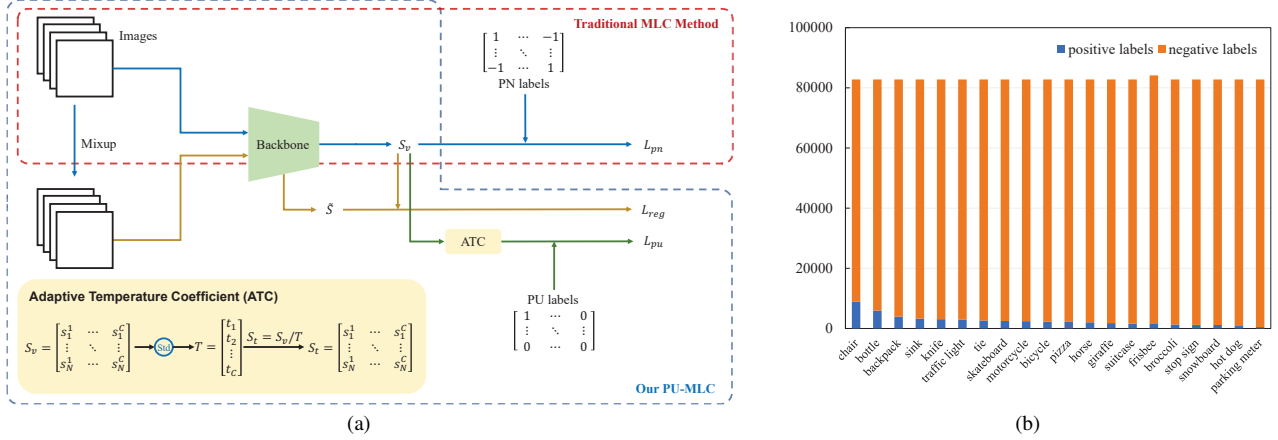 Traditional MLC Method
Images
[1 ⋯ −1
⋮ ⋱ ⋮
−1 ⋯ 1]
PN labels
Mixup
Backbone
S_v
L_pn
S̃
L_reg
ATC
L_pu
PU labels
[1 ⋯ 0
⋮ ⋱ ⋮
0 ⋯ 0]
Adaptive Temperature Coefficient (ATC)
S_v = [s_1^1 ⋯ s_1^C
⋮ ⋱ ⋮
s_N^1 ⋯ s_N^C]
Std
T = [t_1
t_2
⋮
t_C]
S_t = S_v/T
S_t = [s_1^1 ⋯ s_1^C
⋮ ⋱ ⋮
s_N^1 ⋯ s_N^C]
Our PU-MLC
(a)
100000
80000
60000
40000
20000
0
positive labels
negative labels
chair
bottle
backpack
sink
knife
traffic light
tie
skateboard
motorcycle
bicycle
pizza
horse
giraffe
suitcase
frisbee
broccoli
stop sign
snowboard
hot dog
parking meter
(b)